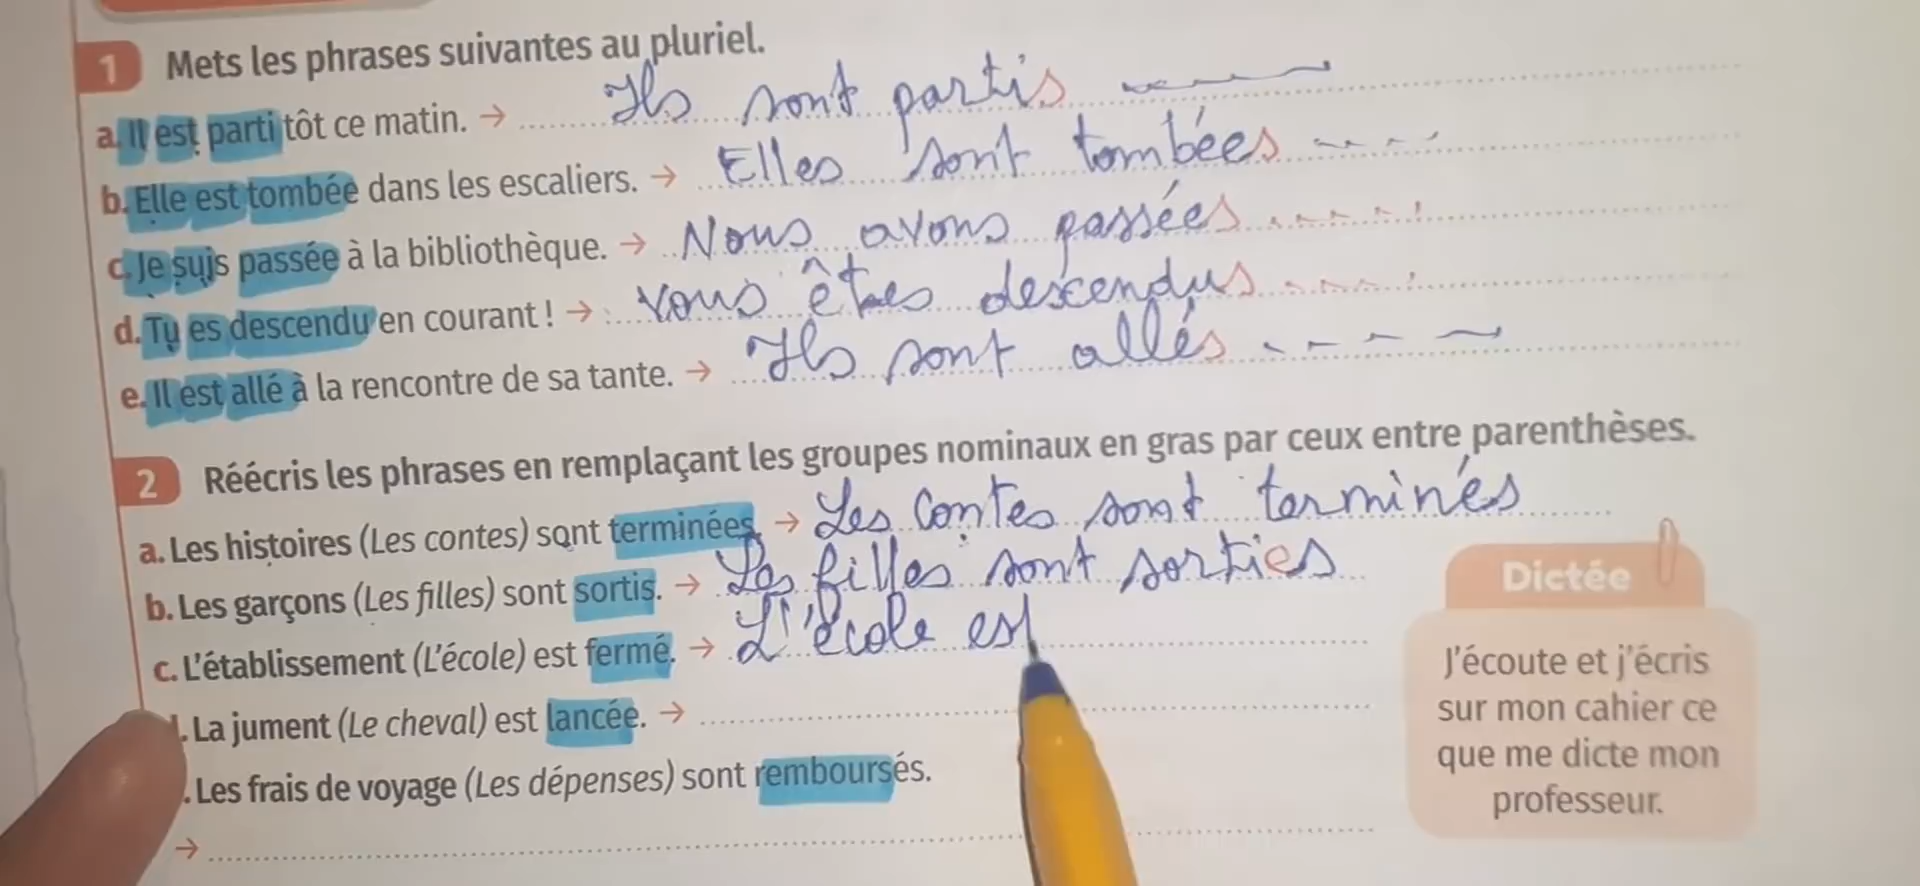 1 Mets les phrases suivantes au pluriel.
a. Il est parti tôt ce matin. → Ils sont partis
b. Elle est tombée dans les escaliers. → Elles sont tombées
c. Je suis passée à la bibliothèque. → Nous avons passées
d. Tu es descendu en courant ! → Vous êtes descendus
e. Il est allé à la rencontre de sa tante. → Ils sont allés
2 Réécris les phrases en remplaçant les groupes nominaux en gras par ceux entre parenthèses.
a. Les histoires (Les contes) sont terminées. → Les contes sont terminés
b. Les garçons (Les filles) sont sortis. → Les filles sont sorties
c. L'établissement (L'école) est fermé. → L'école est
. La jument (Le cheval) est lancée. →
. Les frais de voyage (Les dépenses) sont remboursés.
→
Dictée
J'écoute et j'écris
sur mon cahier ce
que me dicte mon
professeur.